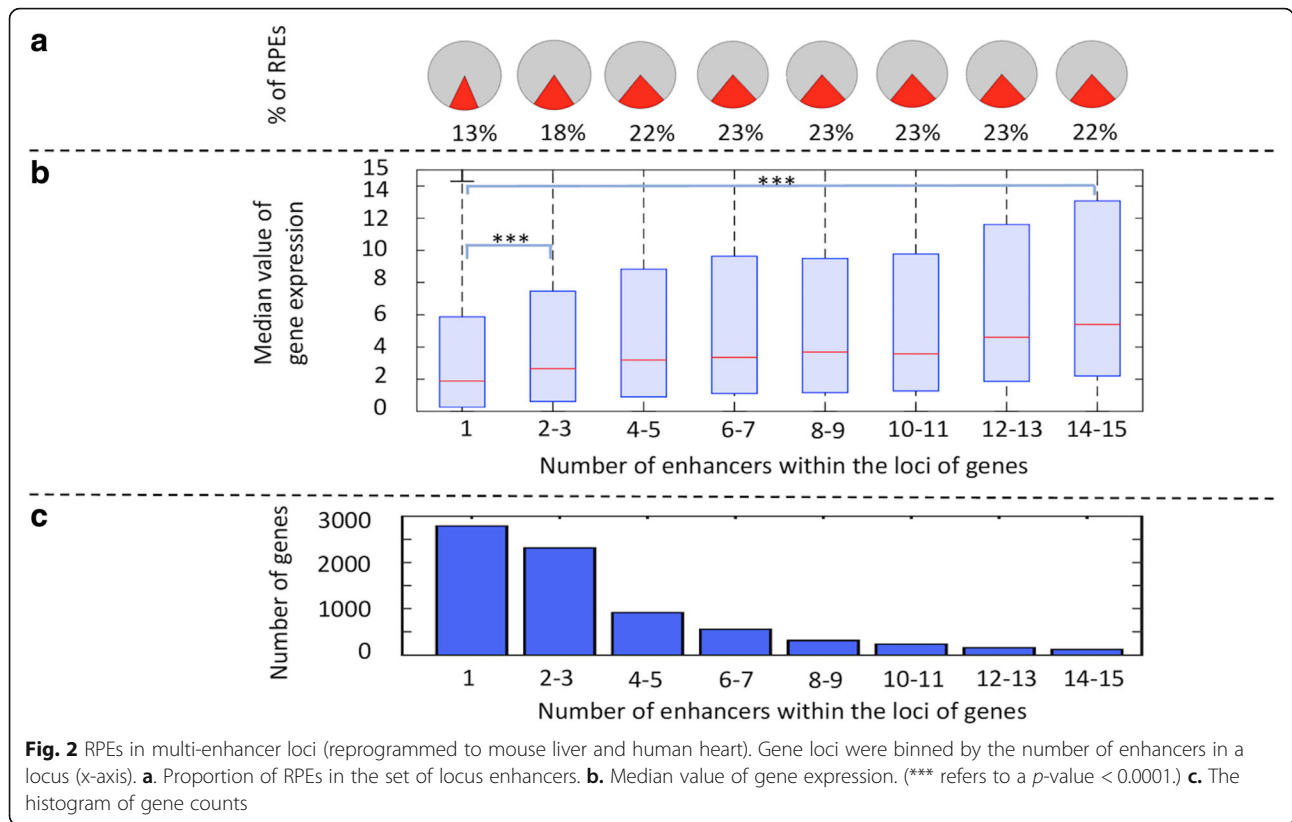 a
% of RPEs
13% 18% 22% 23% 23% 23% 23% 22%
b
Median value of
gene expression
15
14
12
10
8
6
4
2
0
***
***
1 2-3 4-5 6-7 8-9 10-11 12-13 14-15
Number of enhancers within the loci of genes
c
Number of genes
3000
2000
1000
0
1 2-3 4-5 6-7 8-9 10-11 12-13 14-15
Number of enhancers within the loci of genes
Fig. 2 RPEs in multi-enhancer loci (reprogrammed to mouse liver and human heart). Gene loci were binned by the number of enhancers in a
locus (x-axis). a. Proportion of RPEs in the set of locus enhancers. b. Median value of gene expression. (*** refers to a p-value < 0.0001.) c. The
histogram of gene counts